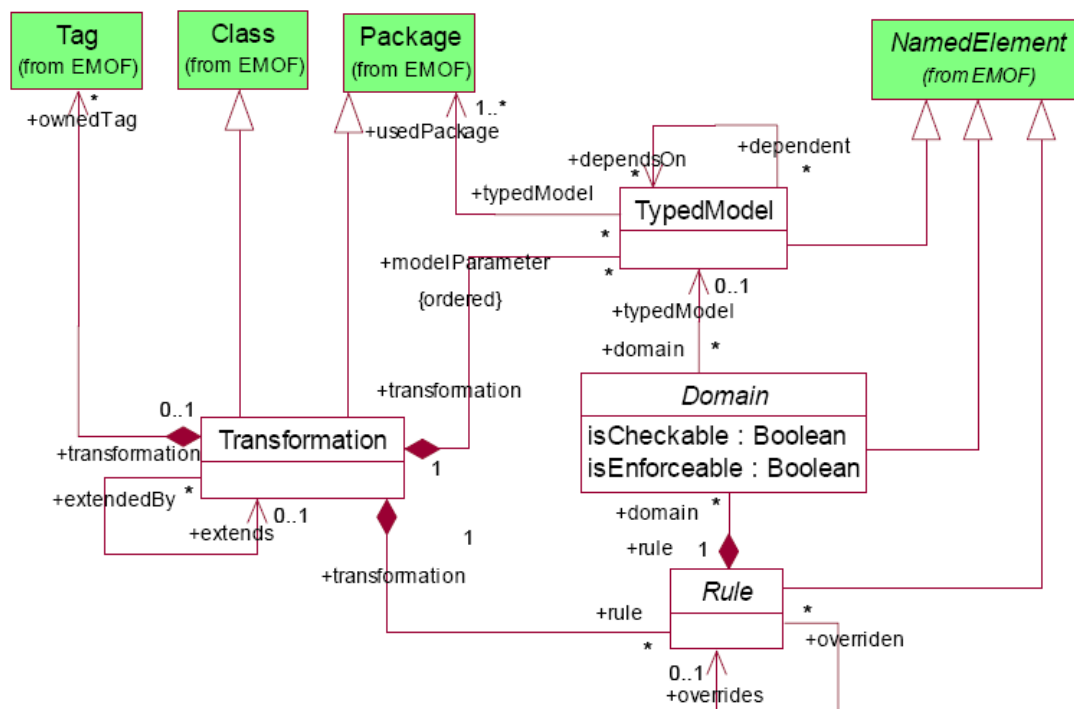 Tag
(from EMOF)
Class
(from EMOF)
Package
(from EMOF)
NamedElement
(from EMOF)
*
+ownedTag
1..*
+usedPackage
+dependsOn
*
+dependent
*
+typedModel
TypedModel
*
+modelParameter
*
{ordered}
0..1
+typedModel
+domain
*
+transformation
Domain
isCheckable : Boolean
isEnforceable : Boolean
0..1
Transformation
+transformation
1
+extendedBy
*
0..1
+extends
1
+transformation
*
+domain
+rule
1
Rule
+rule
*
*
+overriden
0..1
+overrides